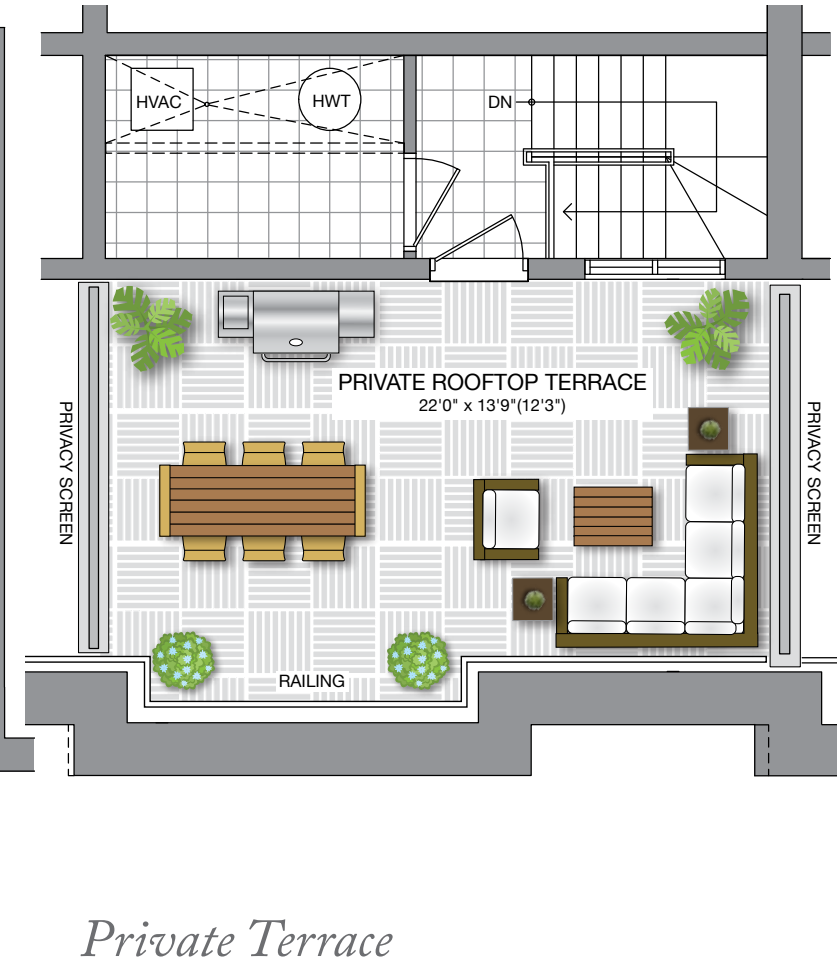 HVAC
HWT
DN
PRIVATE ROOFTOP TERRACE
22'0" x 13'9"(12'3")
PRIVACY SCREEN
PRIVACY SCREEN
RAILING
Private Terrace